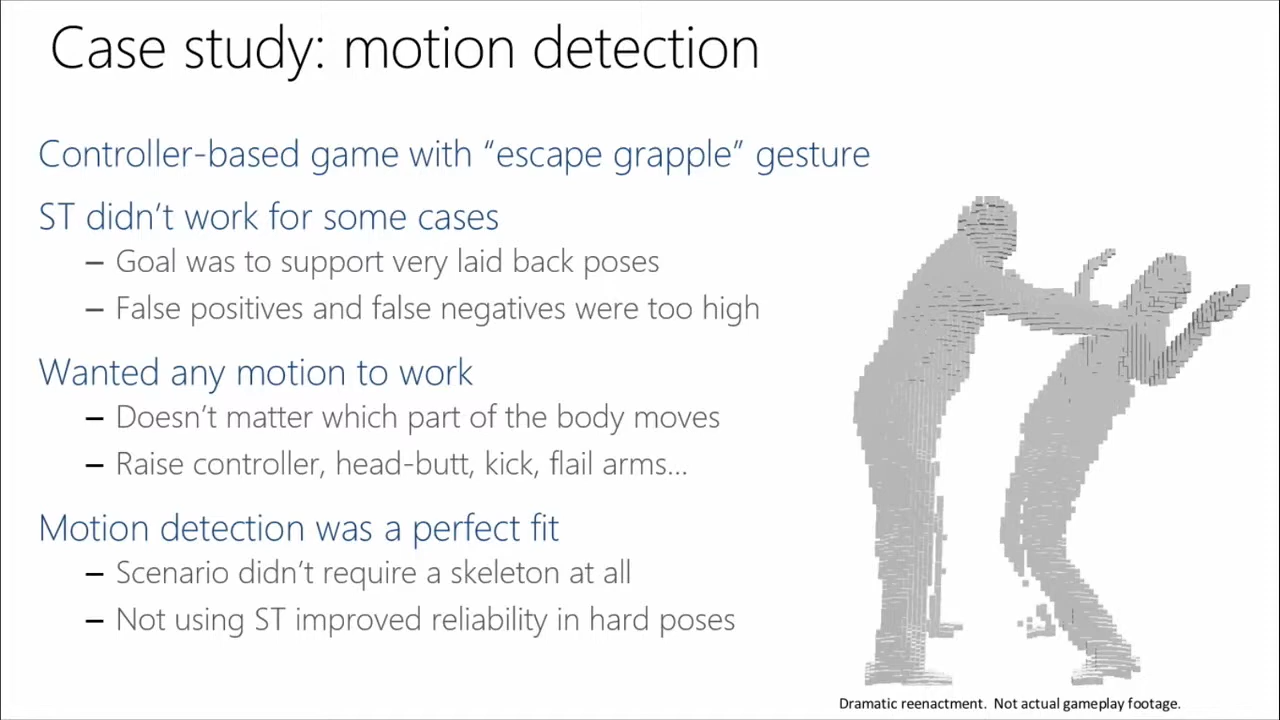 Case study: motion detection
Controller-based game with “escape grapple” gesture
ST didn’t work for some cases
– Goal was to support very laid back poses
– False positives and false negatives were too high
Wanted any motion to work
– Doesn’t matter which part of the body moves
– Raise controller, head-butt, kick, flail arms...
Motion detection was a perfect fit
– Scenario didn’t require a skeleton at all
– Not using ST improved reliability in hard poses
Dramatic reenactment. Not actual gameplay footage.